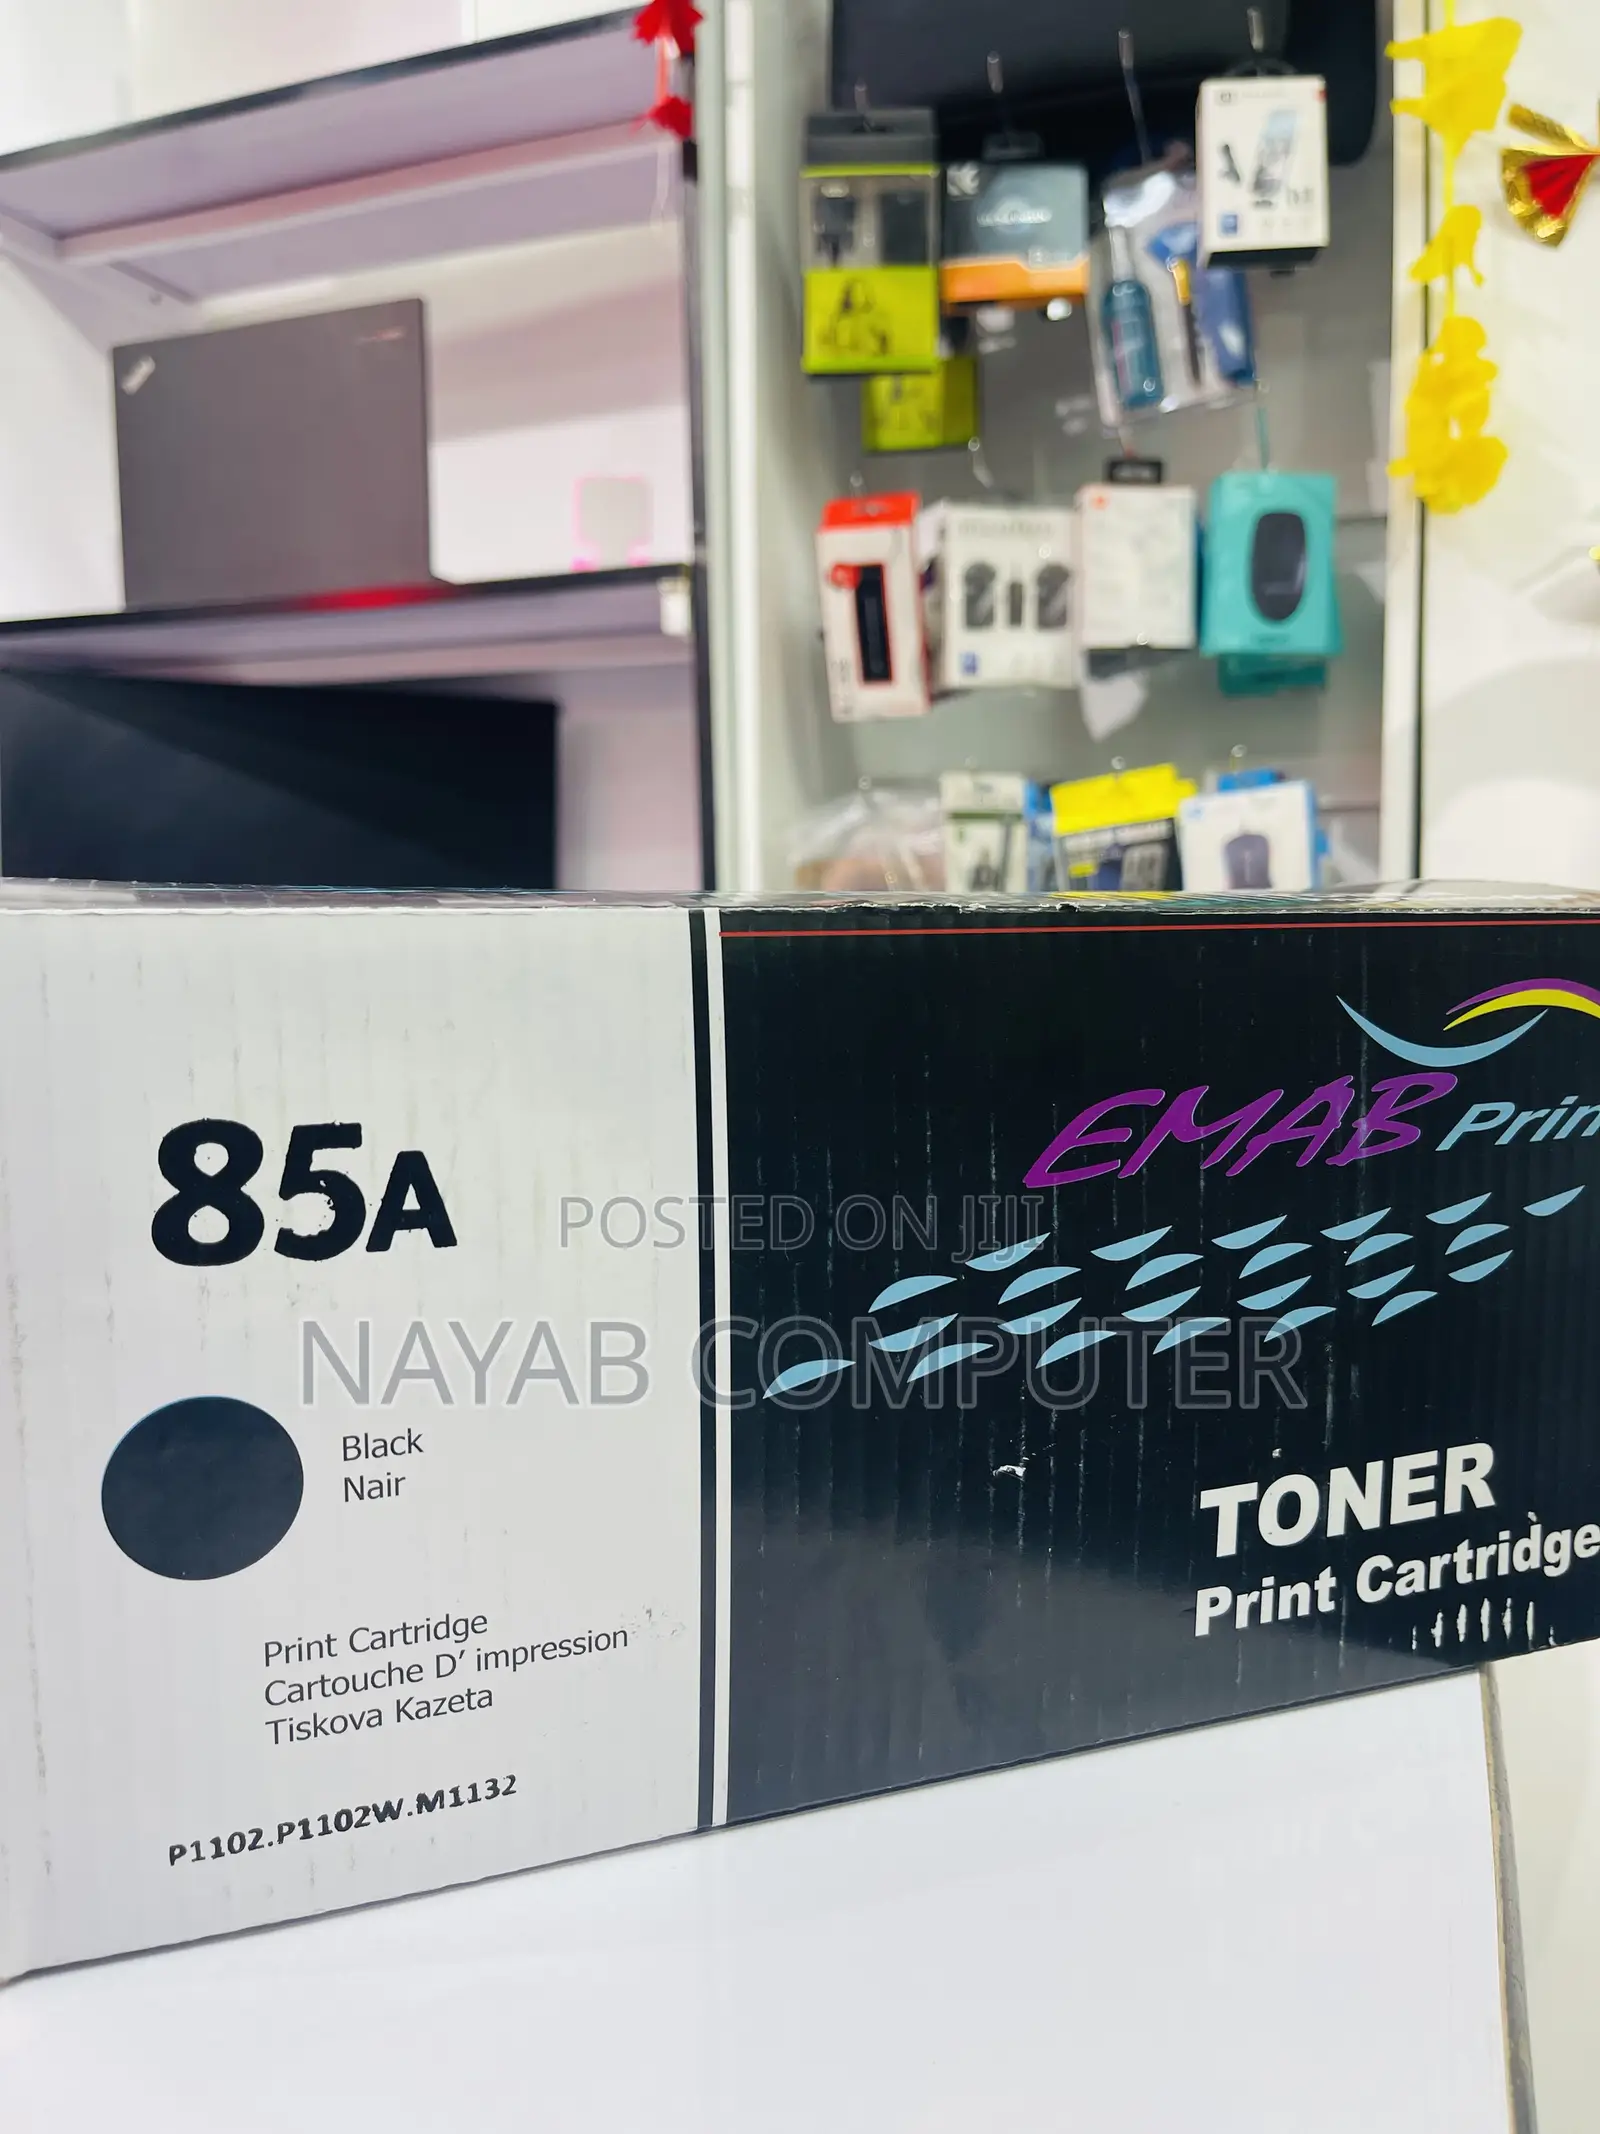 85A
Black
Nair
Print Cartridge
Cartouche D' impression
Tiskova Kazeta
P1102.P1102W.M1132
EMAB Prin
TONER
Print Cartridge
POSTED ON JIJI
NAYAB COMPUTER